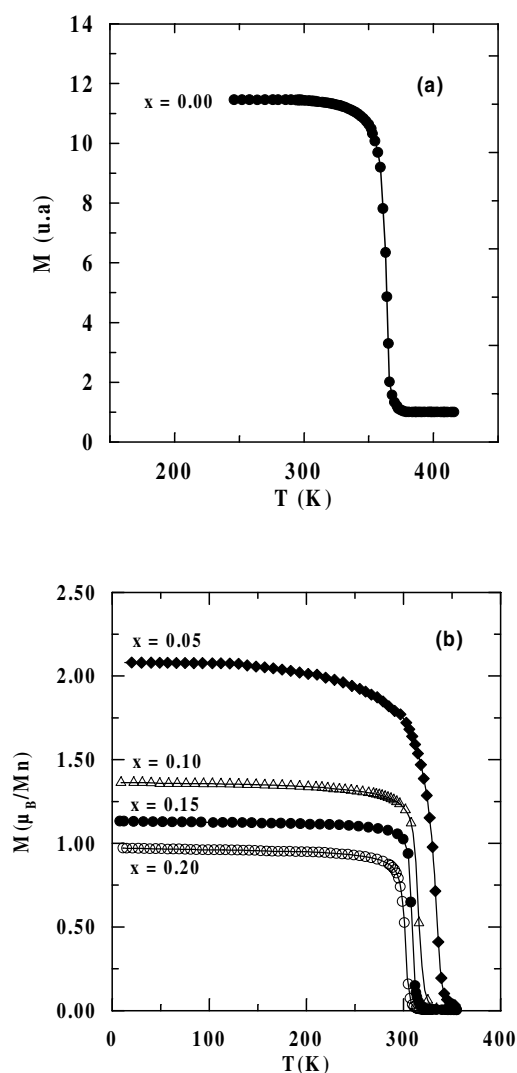 14
(a)
12
x = 0.00
10
8
6
4
2
0
M (u.a)
200 300 400
T (K)
2.50
x = 0.05
(b)
2.00
1.50
x = 0.10
x = 0.15
1.00
x = 0.20
0.50
0.00
M (μB/Mn)
0 100 200 300 400
T(K)